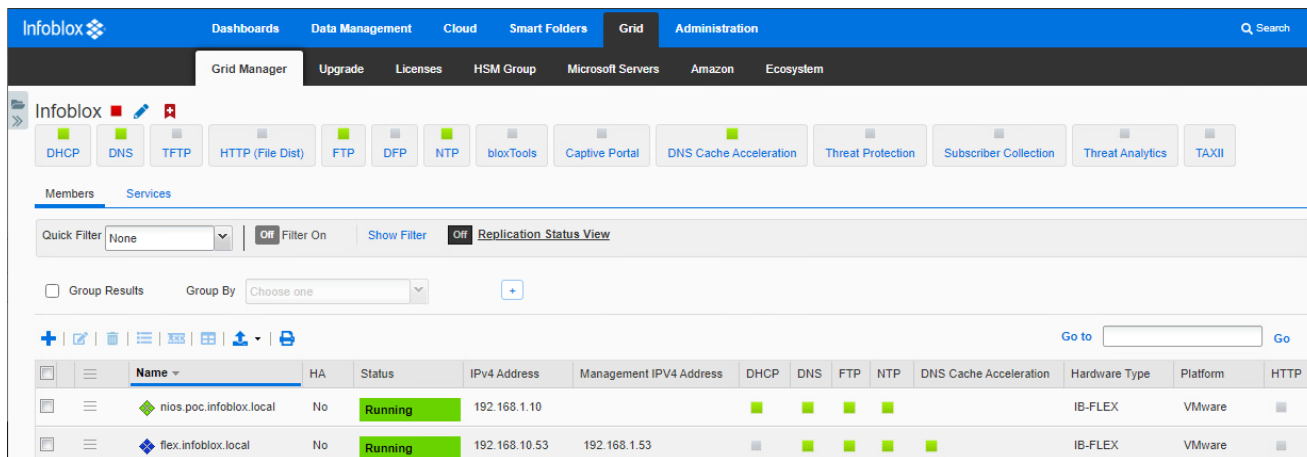 Infoblox Dashboards Data Management Cloud Smart Folders Grid Administration Search
Grid Manager Upgrade Licenses HSM Group Microsoft Servers Amazon Ecosystem
Infoblox
DHCP DNS TFTP HTTP (File Dist) FTP DFP NTP bloxTools Captive Portal DNS Cache Acceleration Threat Protection Subscriber Collection Threat Analytics TAXII
Members Services
Quick Filter None Off Filter On Show Filter Off Replication Status View
Group Results Group By Choose one +
Go to Go
Name HA Status IPv4 Address Management IPV4 Address DHCP DNS FTP NTP DNS Cache Acceleration Hardware Type Platform HTTP
nios.poc.infoblox.local No Running 192.168.1.10 IB-FLEX VMware
flex.infoblox.local No Running 192.168.10.53 192.168.1.53 IB-FLEX VMware